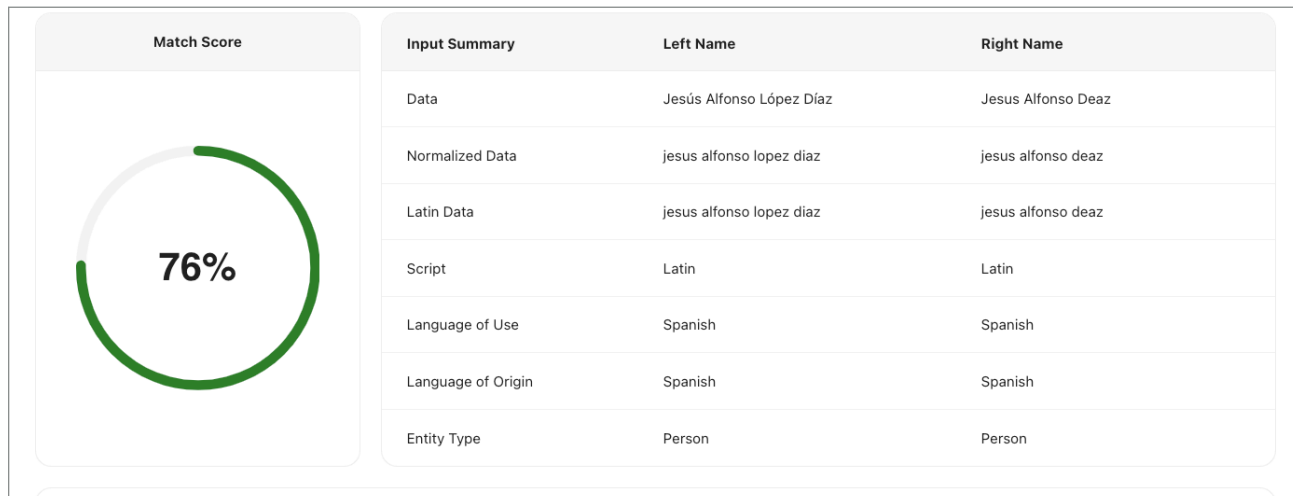 Match Score
76%
Input Summary Left Name Right Name
Data Jesús Alfonso López Díaz Jesus Alfonso Deaz
Normalized Data jesus alfonso lopez diaz jesus alfonso deaz
Latin Data jesus alfonso lopez diaz jesus alfonso deaz
Script Latin Latin
Language of Use Spanish Spanish
Language of Origin Spanish Spanish
Entity Type Person Person